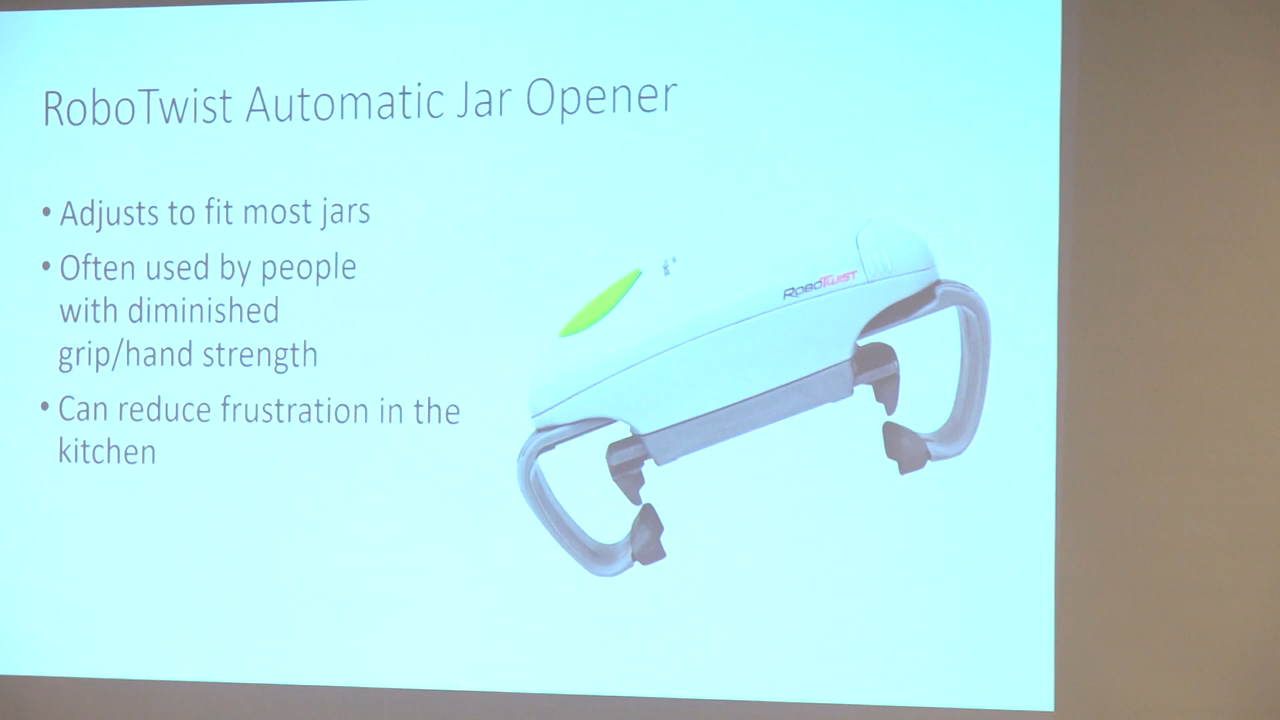 RoboTwist Automatic Jar Opener
• Adjusts to fit most jars
• Often used by people
with diminished
grip/hand strength
• Can reduce frustration in the
kitchen
RoboTwist